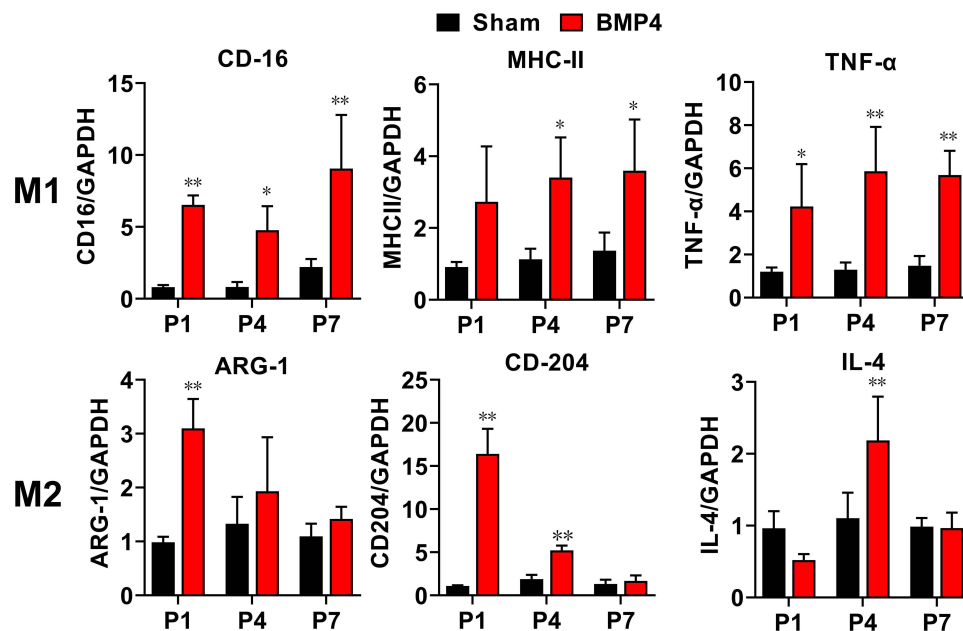 Sham BMP4
M1
CD-16
CD16/GAPDH
15
10
5
0
** * **
P1 P4 P7
MHC-II
MHCII/GAPDH
6
4
2
0
* *
P1 P4 P7
TNF-α
TNF-α/GAPDH
10
8
6
4
2
0
* ** **
P1 P4 P7
M2
ARG-1
ARG-1/GAPDH
4
3
2
1
0
**
P1 P4 P7
CD-204
CD204/GAPDH
25
20
15
10
5
0
** **
P1 P4 P7
IL-4
IL-4/GAPDH
3
2
1
0
**
P1 P4 P7